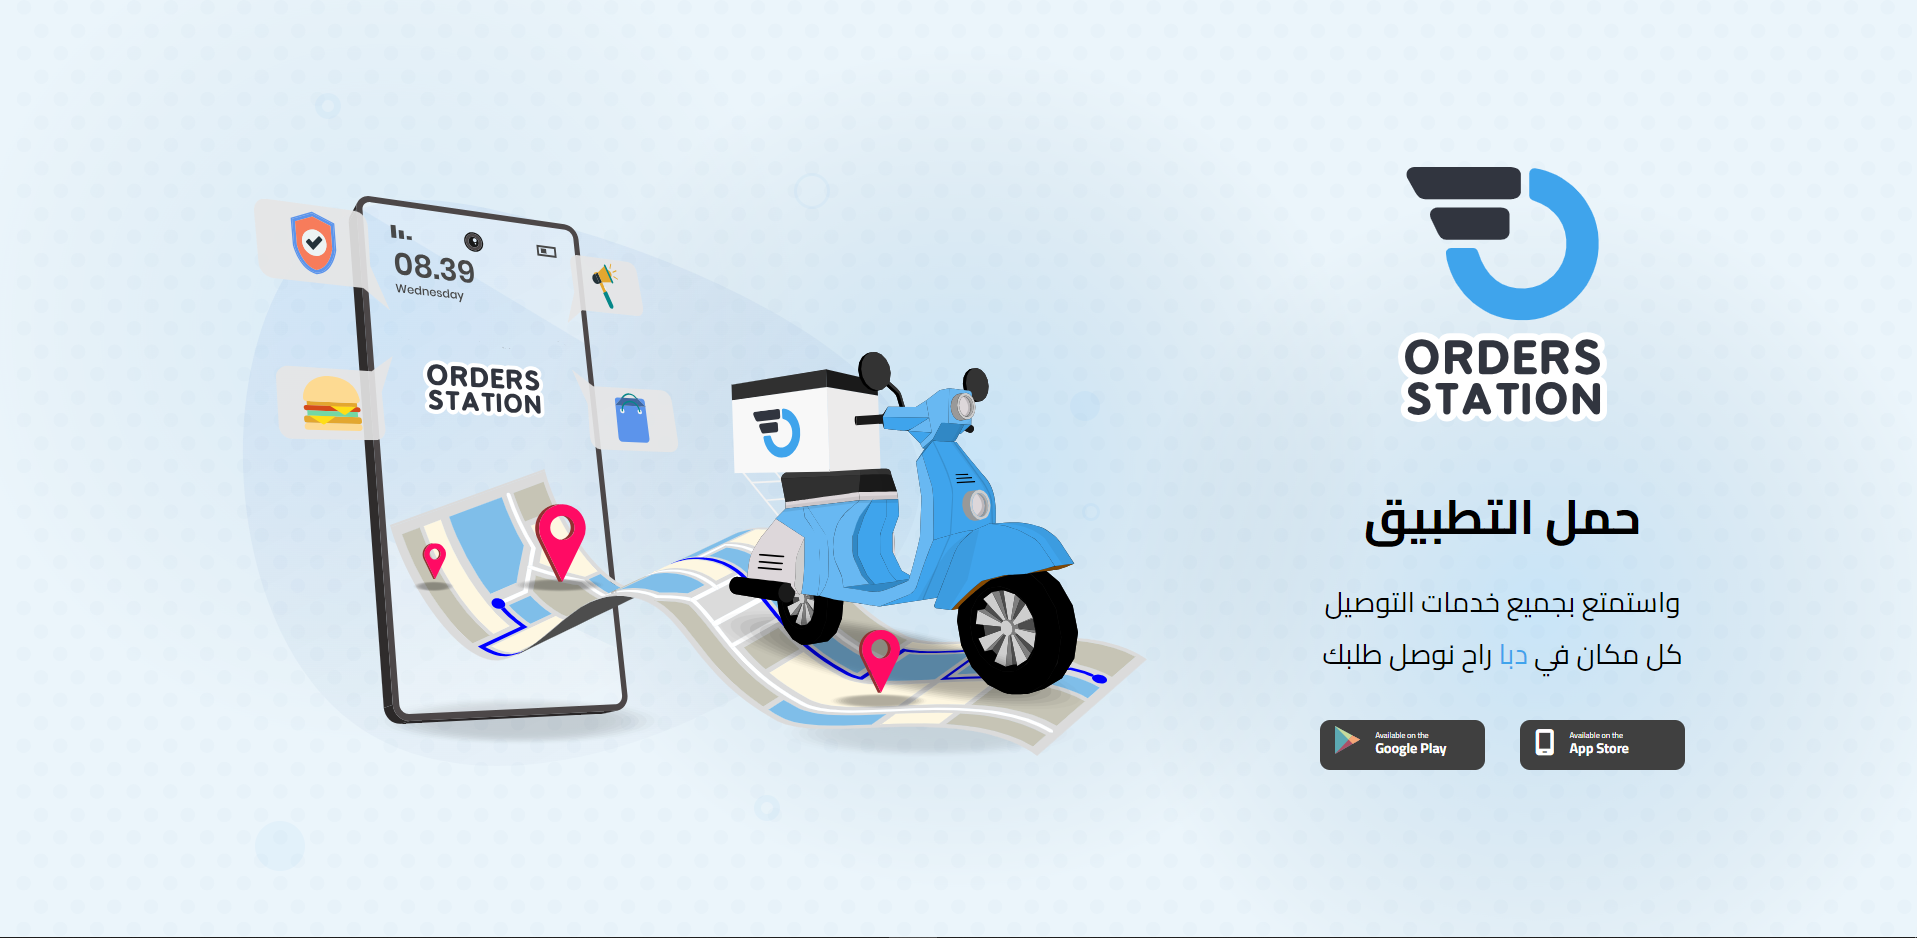 08.39
Wednesday
ORDERS
STATION
ORDERS
STATION
حمل التطبيق
واستمتع بجميع خدمات التوصيل
كل مكان في دبا راح نوصل طلبك
Available on the
Google Play
Available on the
App Store